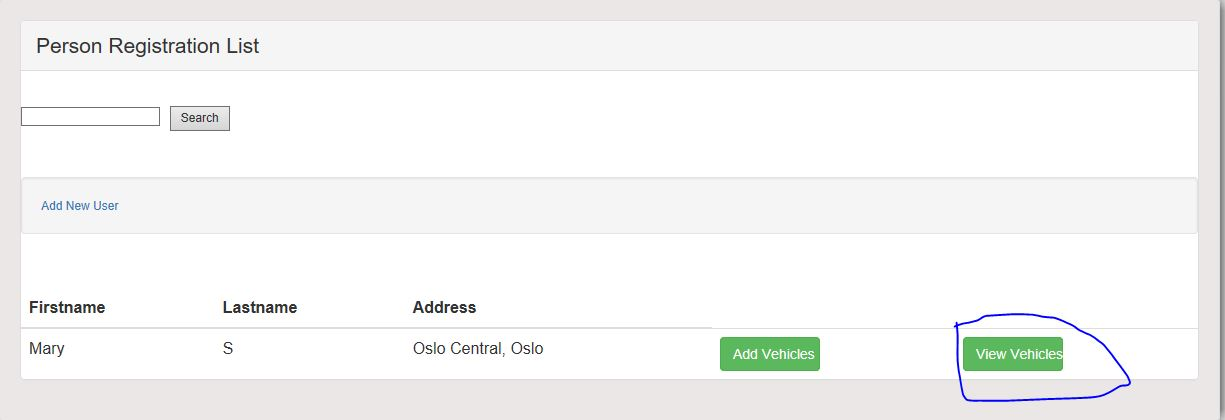 Person Registration List
Search
Add New User
Firstname Lastname Address
Mary S Oslo Central, Oslo Add Vehicles View Vehicles